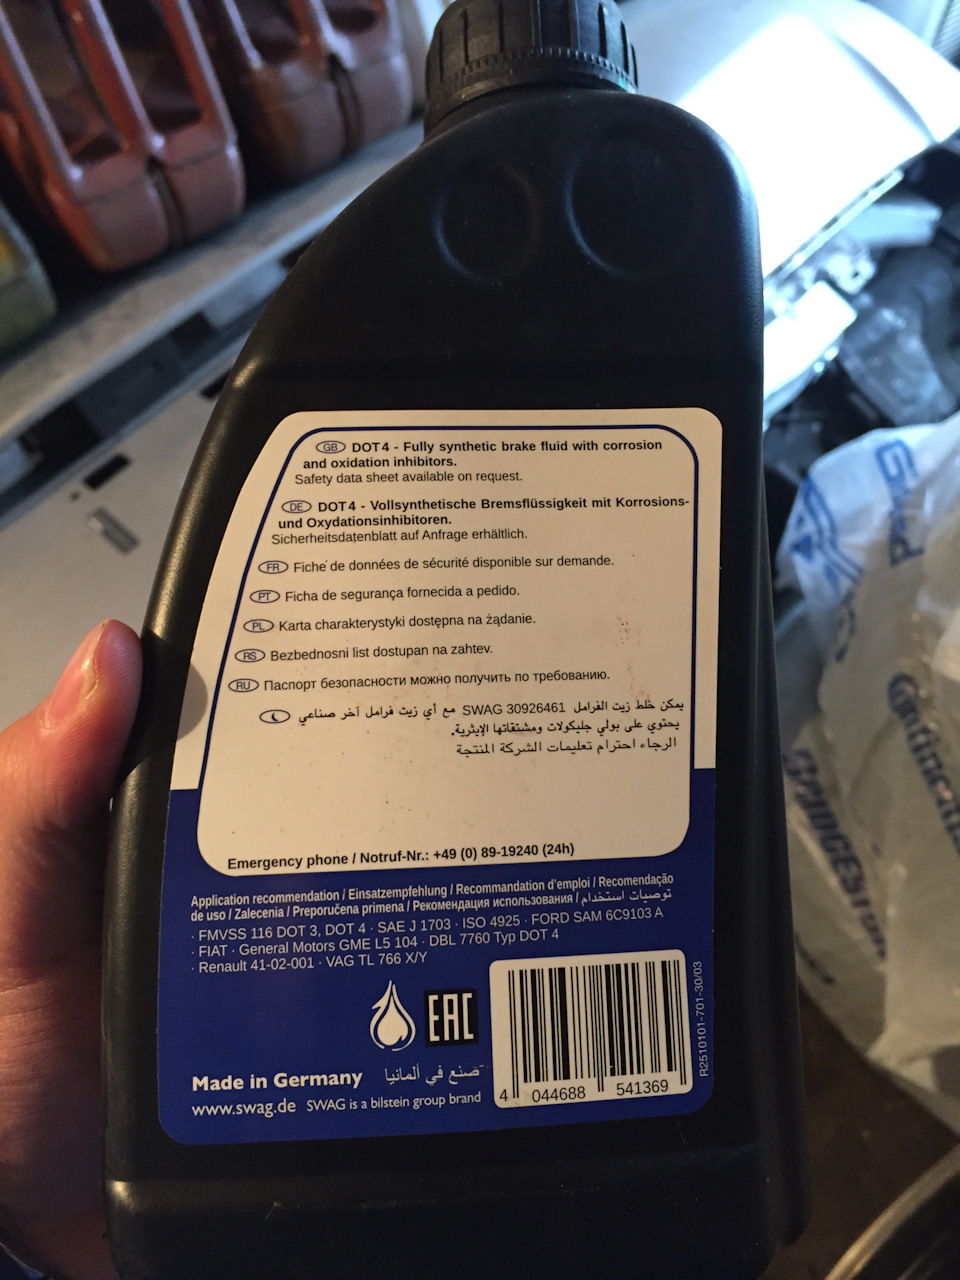 GB DOT 4 - Fully synthetic brake fluid with corrosion
and oxidation inhibitors.
Safety data sheet available on request.
DE DOT 4 - Vollsynthetische Bremsflüssigkeit mit Korrosions-
und Oxydationsinhibitoren.
Sicherheitsdatenblatt auf Anfrage erhältlich.
FR Fiche de données de sécurité disponible sur demande.
PT Ficha de segurança fornecida a pedido.
PL Karta charakterystyki dostępna na żądanie.
RS Bezbednosni list dostupan na zahtev.
RU Паспорт безопасности можно получить по требованию.
يمكن خلط زيت الفرامل SWAG 30926461 مع أي زيت فرامل آخر صناعي
يحتوي على بولي جليكولات ومشتقاتها الإيثرية.
الرجاء احترام تعليمات الشركة المنتجة
Emergency phone / Notruf-Nr.: +49 (0) 89-19240 (24h)
Application recommendation / Einsatzempfehlung / Recommandation d'emploi / Recomendação
de uso / Zalecenia / Preporučena primena / Рекомендация использования / توصيات استخدام
· FMVSS 116 DOT 3, DOT 4 · SAE J 1703 · ISO 4925 · FORD SAM 6C9103 A
· FIAT · General Motors GME L5 104 · DBL 7760 Typ DOT 4
· Renault 41-02-001 · VAG TL 766 X/Y
EAC
R2510101-701-30/03
Made in Germany صنع في ألمانيا
www.swag.de SWAG is a bilstein group brand
4 044688 541369
Continental
BRIDGESTONE